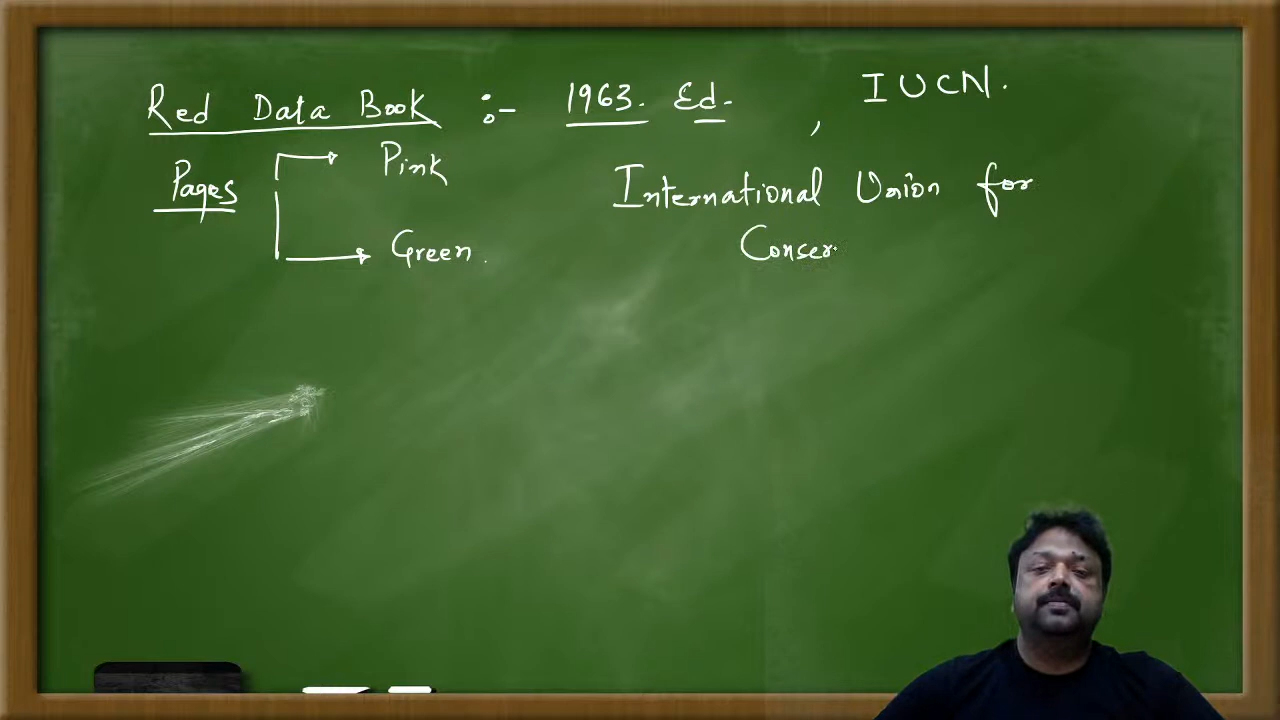 Red Data Book :- 1963. Ed. , IUCN.
Pages Pink
Green.
International Union for
Conser